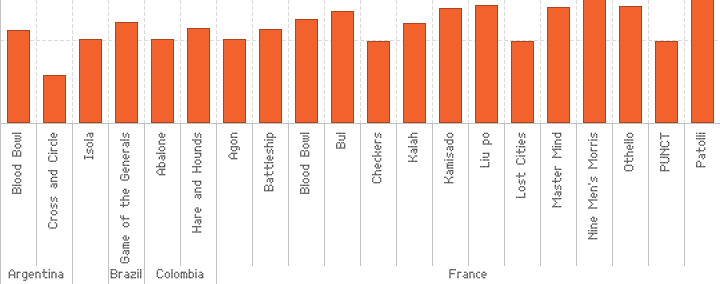 Blood Bowl
Cross and Circle
Isola
Game of the Generals
Abalone
Hare and Hounds
Agon
Battleship
Blood Bowl
Bul
Checkers
Kalah
Kamisado
Liu po
Lost Cities
Master Mind
Nine Men's Morris
Othello
PUNCT
Patolli
Argentina
Brazil
Colombia
France